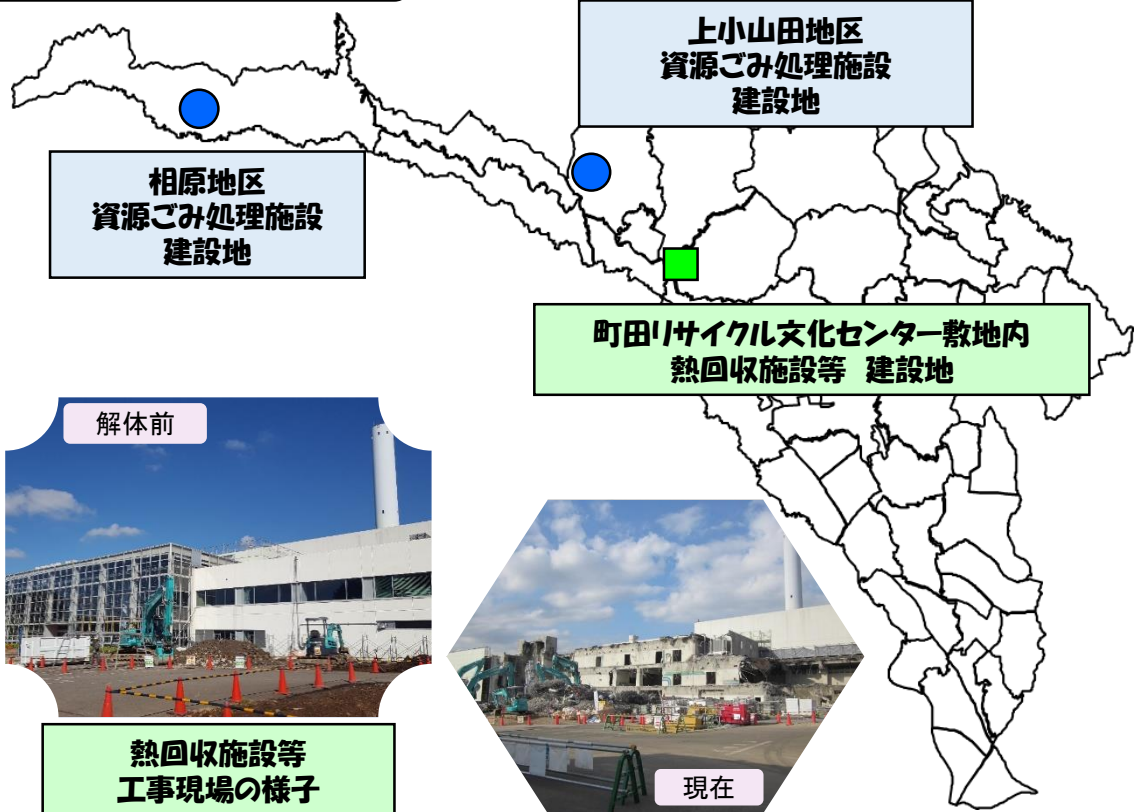 上小山田地区
資源ごみ処理施設
建設地
相原地区
資源ごみ処理施設
建設地
町田リサイクル文化センター敷地内
熱回収施設等 建設地
解体前
熱回収施設等
工事現場の様子
現在